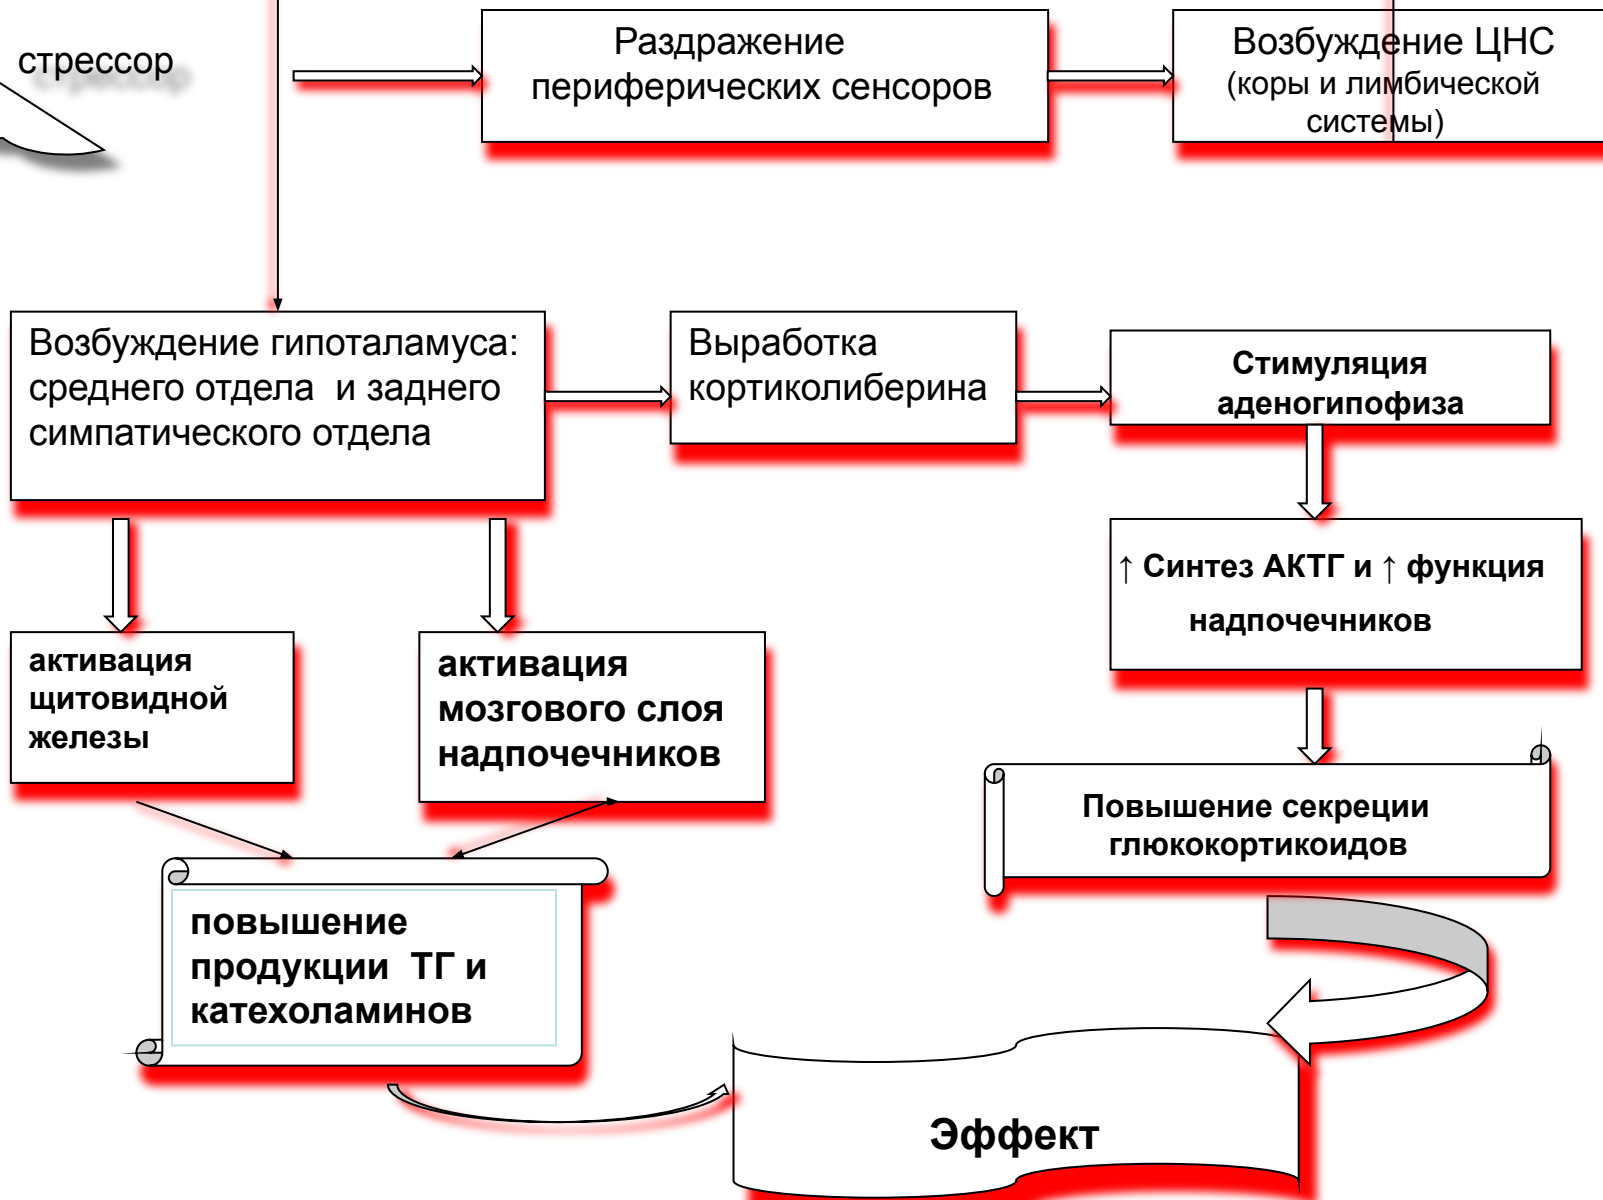 стрессор
Раздражение
периферических сенсоров
Возбуждение ЦНС
(коры и лимбической
системы)
Возбуждение гипоталамуса:
среднего отдела и заднего
симпатического отдела
Выработка
кортиколиберина
Стимуляция
аденогипофиза
↑ Синтез АКТГ и ↑ функция
надпочечников
активация
щитовидной
железы
активация
мозгового слоя
надпочечников
Повышение секреции
глюкокортикоидов
повышение
продукции ТГ и
катехоламинов
Эффект